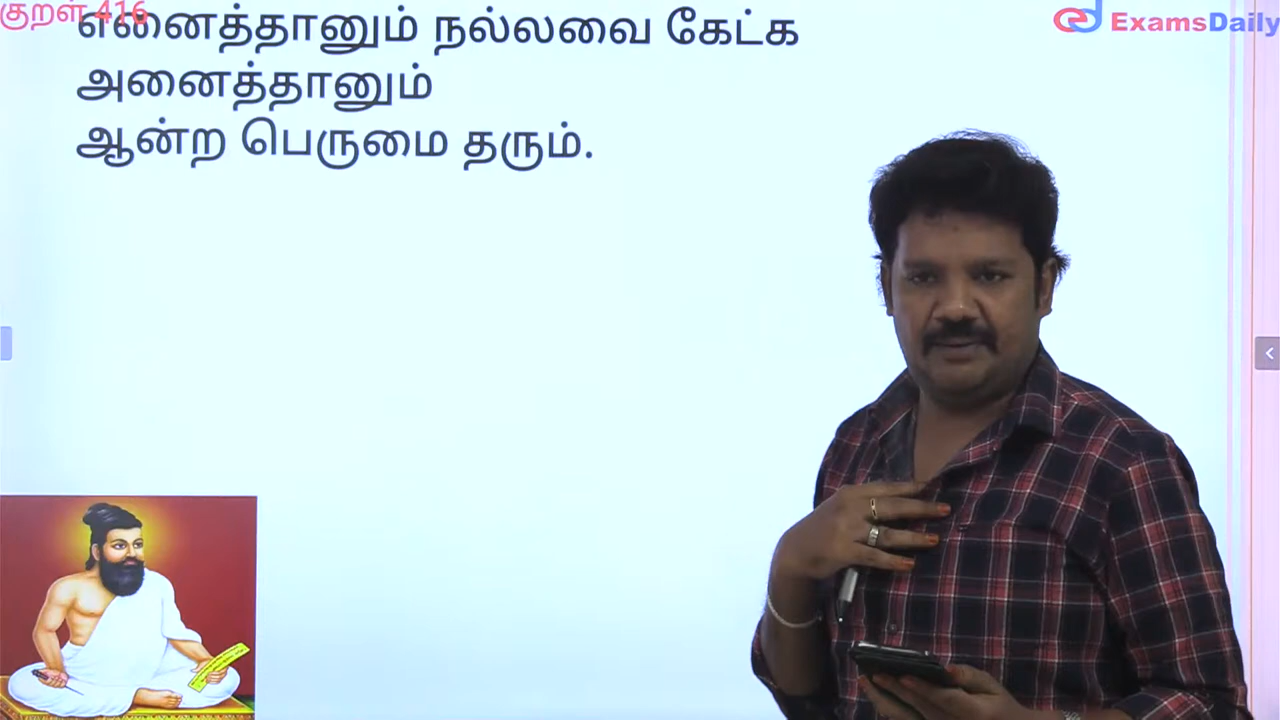 குறள் 416
ExamsDaily
எனைத்தானும் நல்லவை கேட்க
அனைத்தானும்
ஆன்ற பெருமை தரும்.